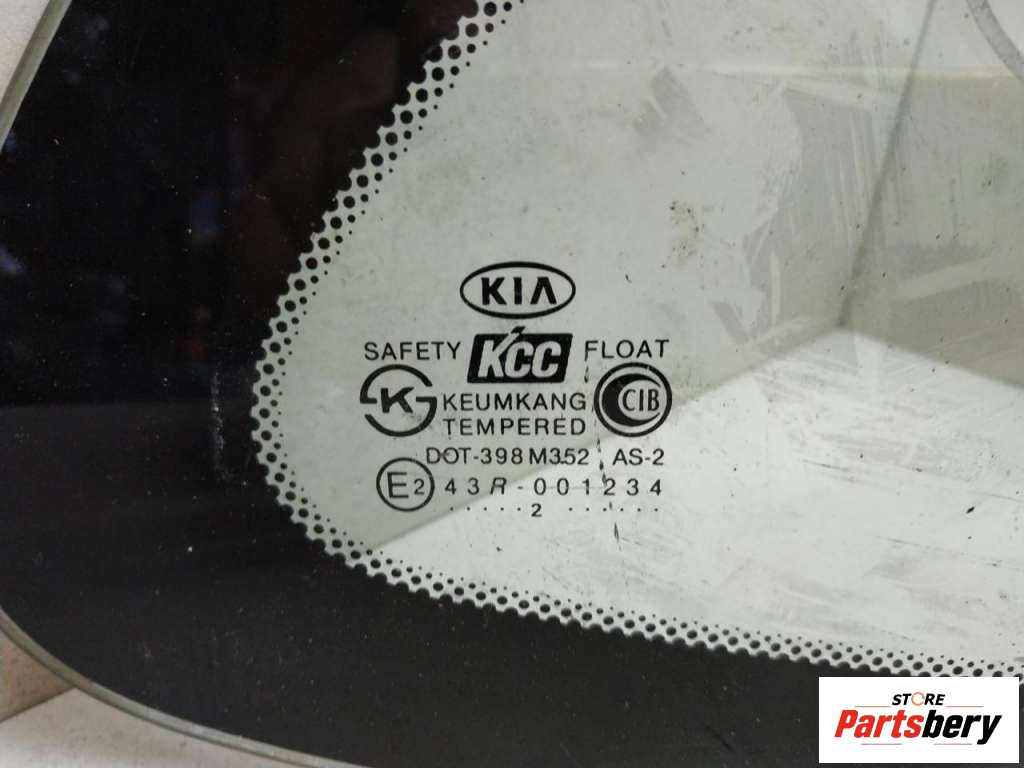 KIA
SAFETY KCC FLOAT
K KEUMKANG CIB
TEMPERED
DOT-398 M352 AS-2
E2 43R-001234
·····2······
STORE
Partsbery